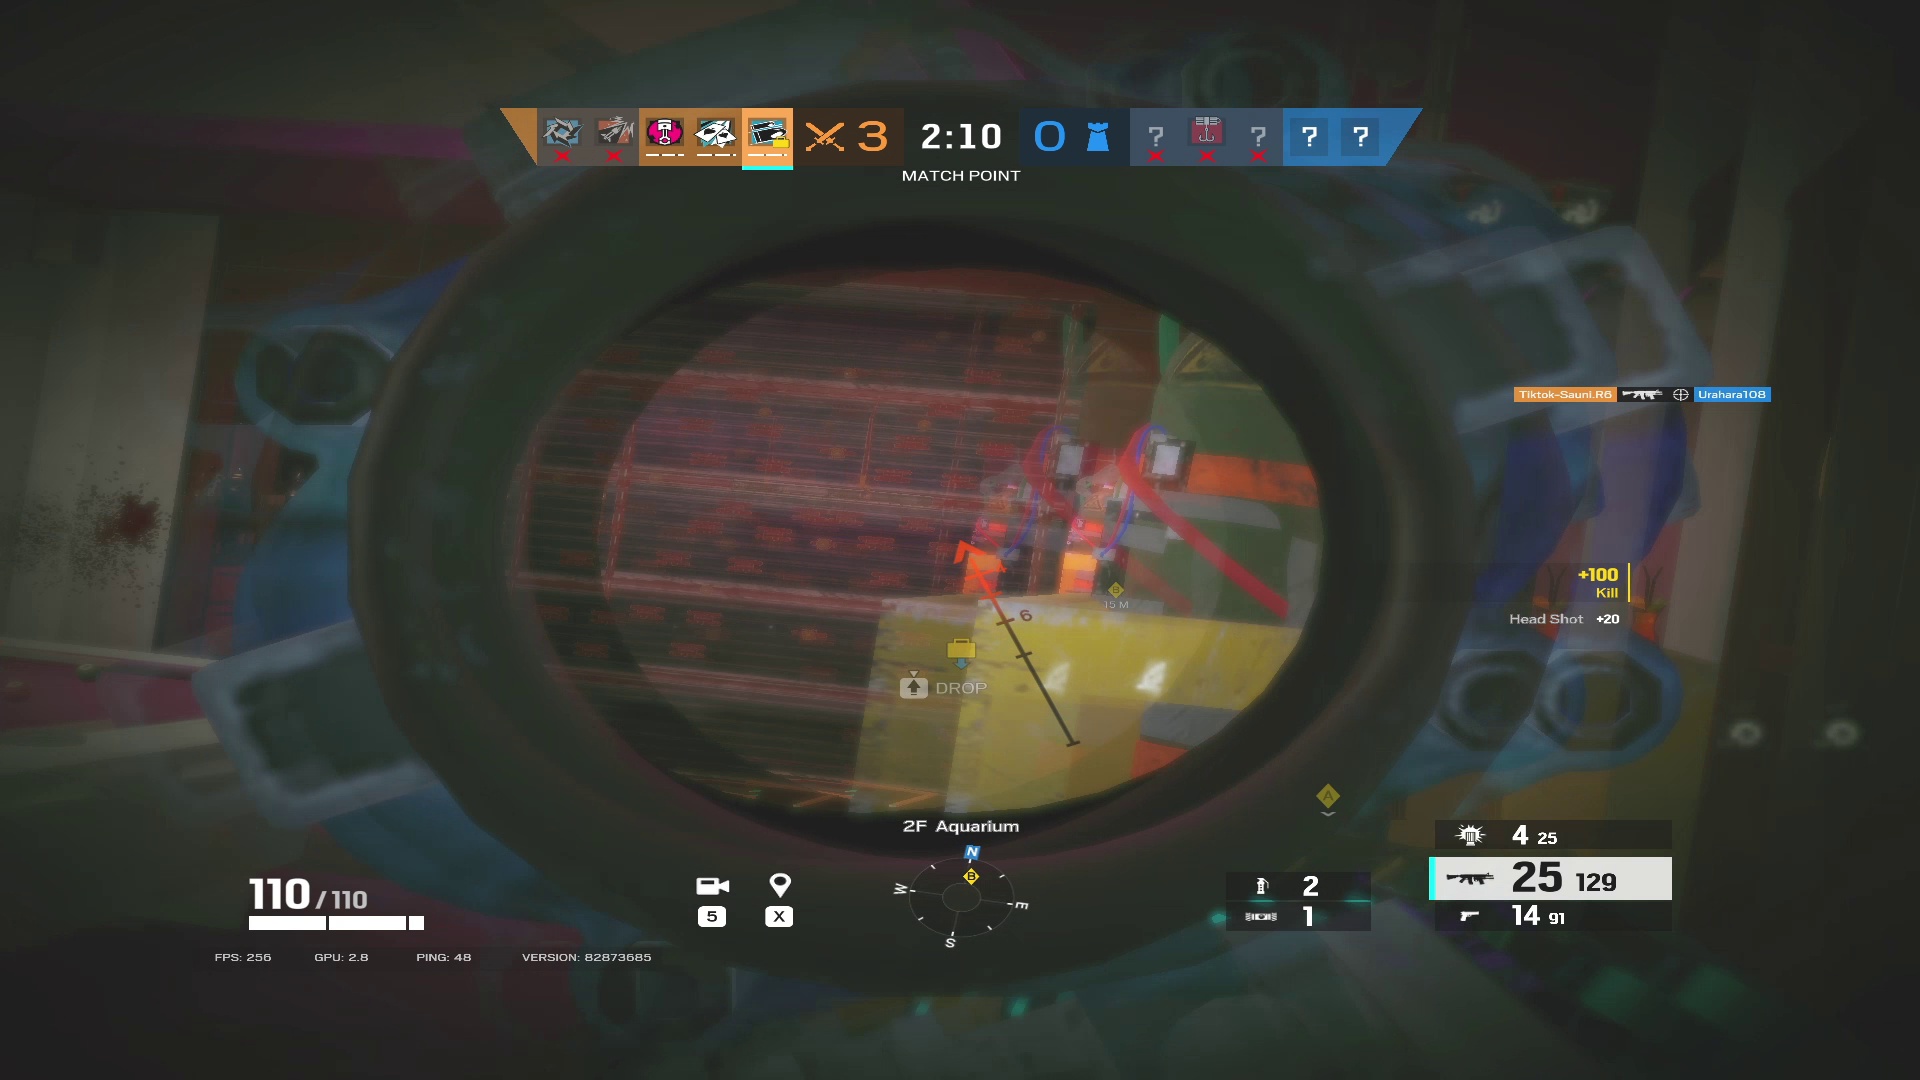 3 2:10 0 ? ? ? ?
MATCH POINT
Tiktok-Sauni.R6 Urahara108
+100
Kill
Head Shot +20
6
B
15 M
DROP
A
2F Aquarium
N
B
W
E
S
110 / 110
5 X
4 25
25 129
14 91
2
1
FPS: 256 GPU: 2.8 PING: 48 VERSION: 82873685